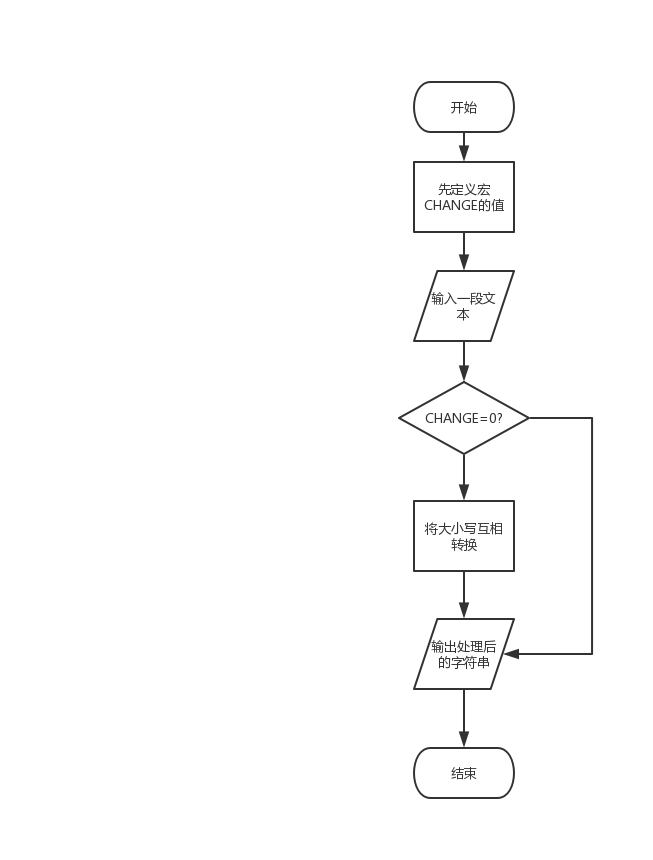 开始
先定义宏
CHANGE的值
输入一段文
本
CHANGE=0?
将大小写互相
转换
输出处理后
的字符串
结束